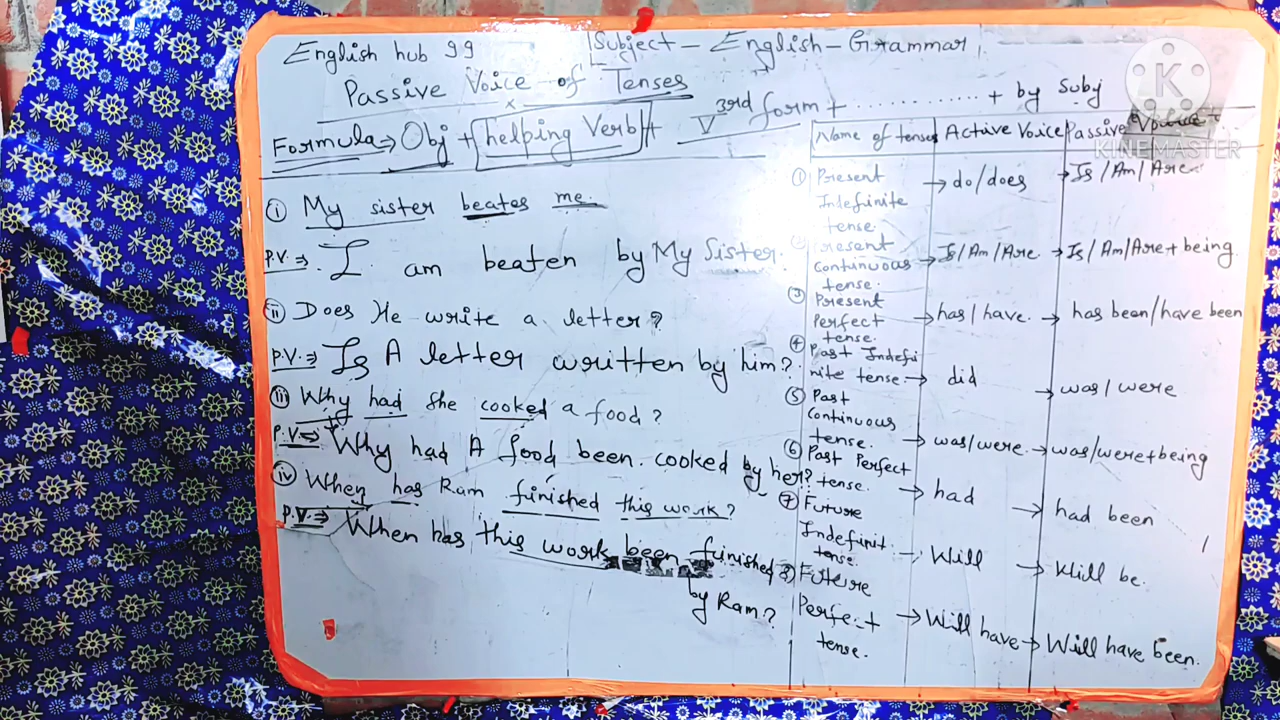 English hub 99
Subject - English - Grammar
Passive Voice of Tenses
Formula → Obj + helping Verb + V 3rd form + ............... + by Subj
i My sister beates me.
P.V. ⇒ I am beaten by My Sister.
ii Does He write a letter?
P.V. ⇒ Is A letter written by him?
iii Why had She cooked a food?
P.V. ⇒ Why had A food been cooked by her?
iv When has Ram finished this work?
P.V. ⇒ When has this work been finished
by Ram?
Name of tenses Active Voice Passive Voice
1 Present → do/does → Is/Am/Are
Indefinite
tense.
2 Present → Is/Am/Are → Is/Am/Are + being
Continuous
tense.
3 Present
Perfect → has/have. → has been/have been
tense.
4 Past Indefi
nite tense. → did → was/were
5 Past
Continuous
tense. → was/were. → was/were + being
6 Past Perfect
tense. → had → had been
7 Future
Indefinit → Will → Will be.
tense.
8 Future
Perfect → Will have → Will have been.
tense.
K
KINEMASTER